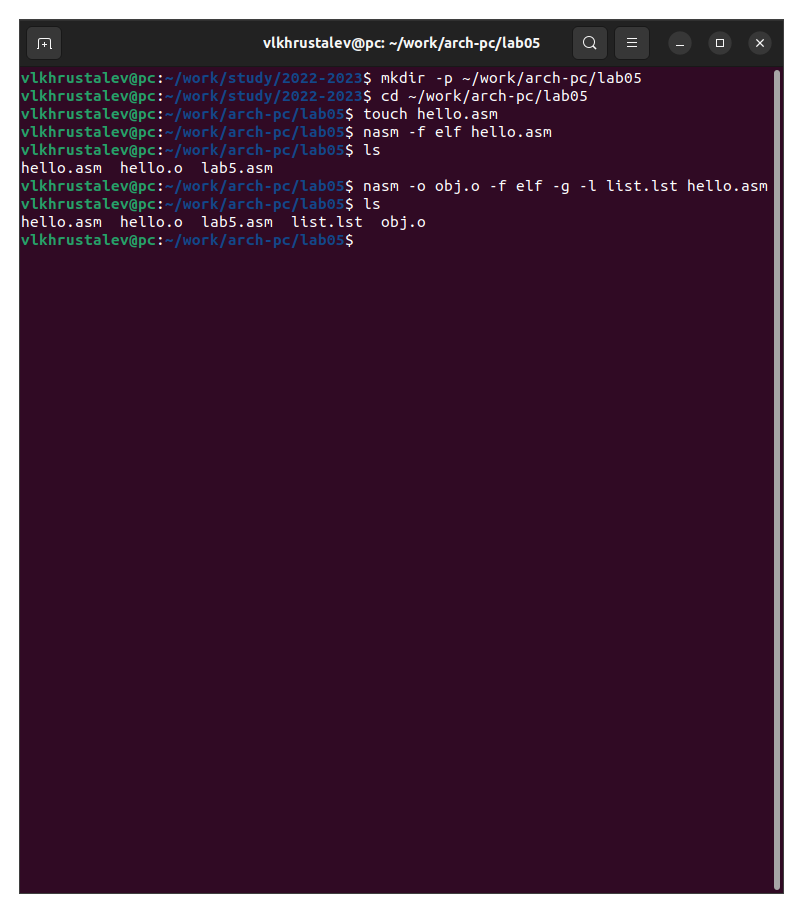 vlkhrustalev@pc: ~/work/arch-pc/lab05
vlkhrustalev@pc:~/work/study/2022-2023$ mkdir -p ~/work/arch-pc/lab05
vlkhrustalev@pc:~/work/study/2022-2023$ cd ~/work/arch-pc/lab05
vlkhrustalev@pc:~/work/arch-pc/lab05$ touch hello.asm
vlkhrustalev@pc:~/work/arch-pc/lab05$ nasm -f elf hello.asm
vlkhrustalev@pc:~/work/arch-pc/lab05$ ls
hello.asm  hello.o  lab5.asm
vlkhrustalev@pc:~/work/arch-pc/lab05$ nasm -o obj.o -f elf -g -l list.lst hello.asm
vlkhrustalev@pc:~/work/arch-pc/lab05$ ls
hello.asm  hello.o  lab5.asm  list.lst  obj.o
vlkhrustalev@pc:~/work/arch-pc/lab05$